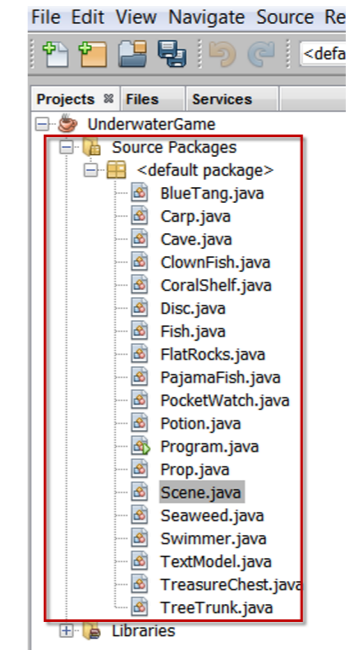 File Edit View Navigate Source Re
<defa
Projects Files Services
UnderwaterGame
Source Packages
<default package>
BlueTang.java
Carp.java
Cave.java
ClownFish.java
CoralShelf.java
Disc.java
Fish.java
FlatRocks.java
PajamaFish.java
PocketWatch.java
Potion.java
Program.java
Prop.java
Scene.java
Seaweed.java
Swimmer.java
TextModel.java
TreasureChest.java
TreeTrunk.java
Libraries